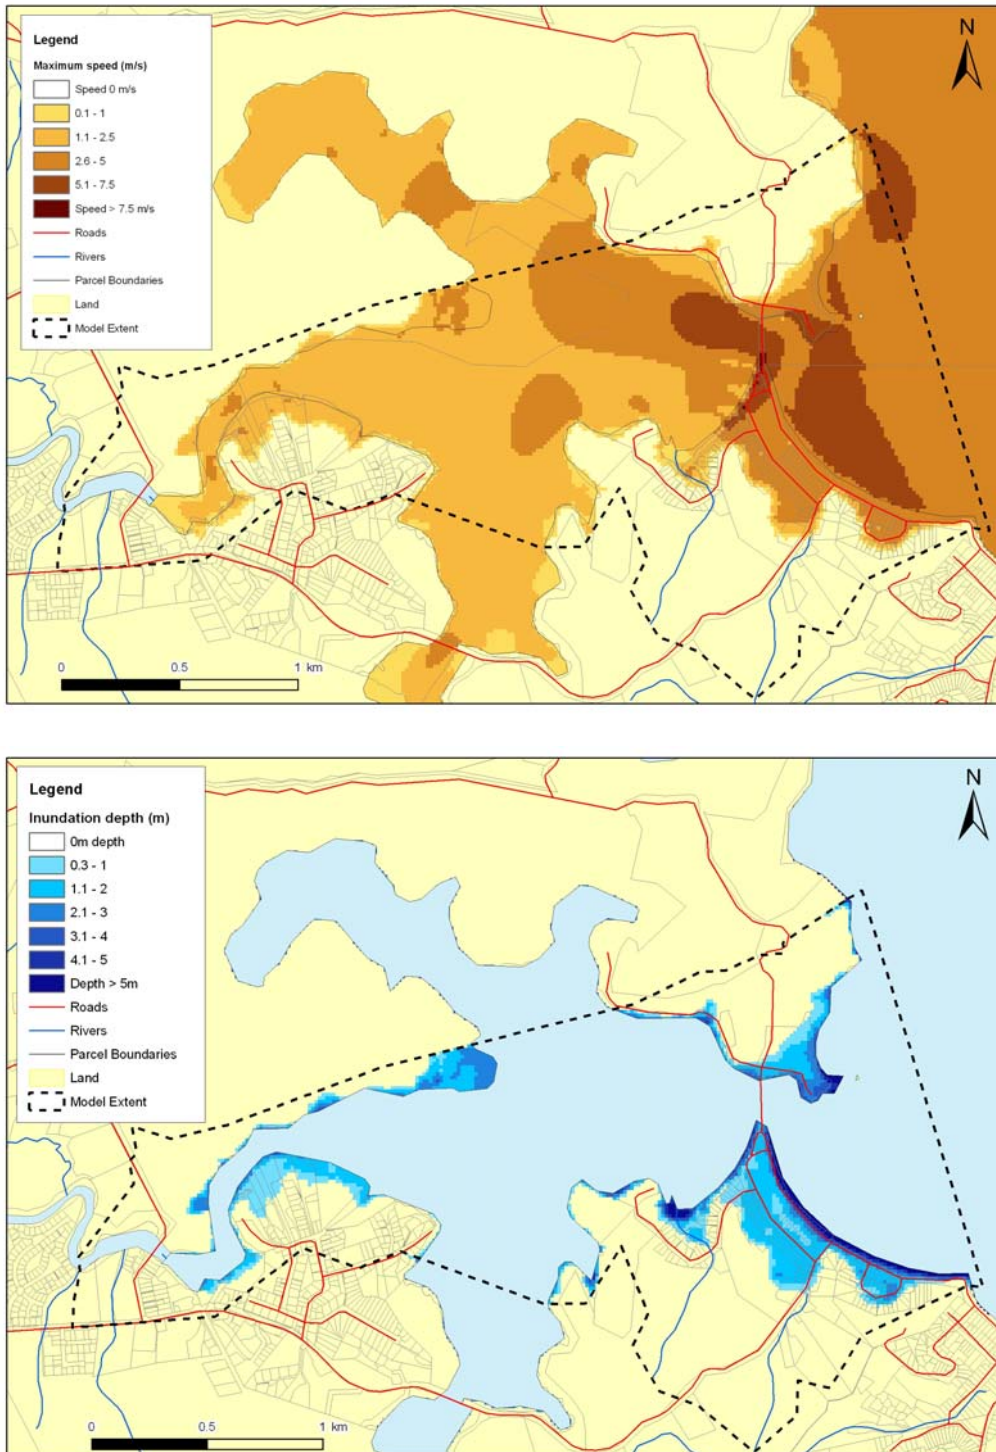 Legend
Maximum speed (m/s)
Speed 0 m/s
0.1 - 1
1.1 - 2.5
2.6 - 5
5.1 - 7.5
Speed > 7.5 m/s
Roads
Rivers
Parcel Boundaries
Land
Model Extent
N
0 0.5 1 km
Legend
Inundation depth (m)
0m depth
0.3 - 1
1.1 - 2
2.1 - 3
3.1 - 4
4.1 - 5
Depth > 5m
Roads
Rivers
Parcel Boundaries
Land
Model Extent
N
0 0.5 1 km